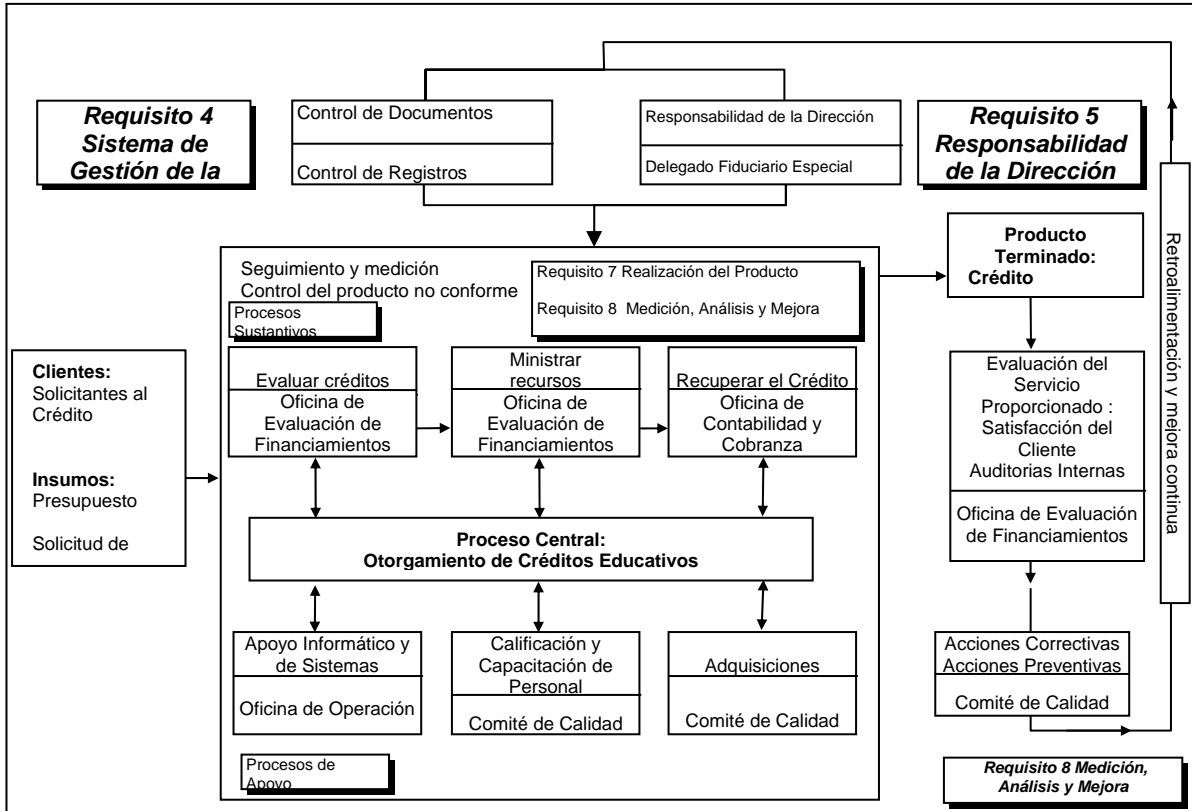 Requisito 4
Sistema de
Gestión de la
Control de Documentos
Control de Registros
Responsabilidad de la Dirección
Delegado Fiduciario Especial
Requisito 5
Responsabilidad
de la Dirección
Retroalimentación y mejora continua
Seguimiento y medición
Control del producto no conforme
Procesos
Sustantivos
Requisito 7 Realización del Producto
Requisito 8 Medición, Análisis y Mejora
Producto
Terminado:
Crédito
Clientes:
Solicitantes al
Crédito
Insumos:
Presupuesto
Solicitud de
Evaluar créditos
Oficina de
Evaluación de
Financiamientos
Ministrar
recursos
Oficina de
Evaluación de
Financiamientos
Recuperar el Crédito
Oficina de
Contabilidad y
Cobranza
Evaluación del
Servicio
Proporcionado :
Satisfacción del
Cliente
Auditorias Internas
Oficina de Evaluación
de Financiamientos
Proceso Central:
Otorgamiento de Créditos Educativos
Apoyo Informático y
de Sistemas
Oficina de Operación
Calificación y
Capacitación de
Personal
Comité de Calidad
Adquisiciones
Comité de Calidad
Acciones Correctivas
Acciones Preventivas
Comité de Calidad
Procesos de
Apoyo
Requisito 8 Medición,
Análisis y Mejora